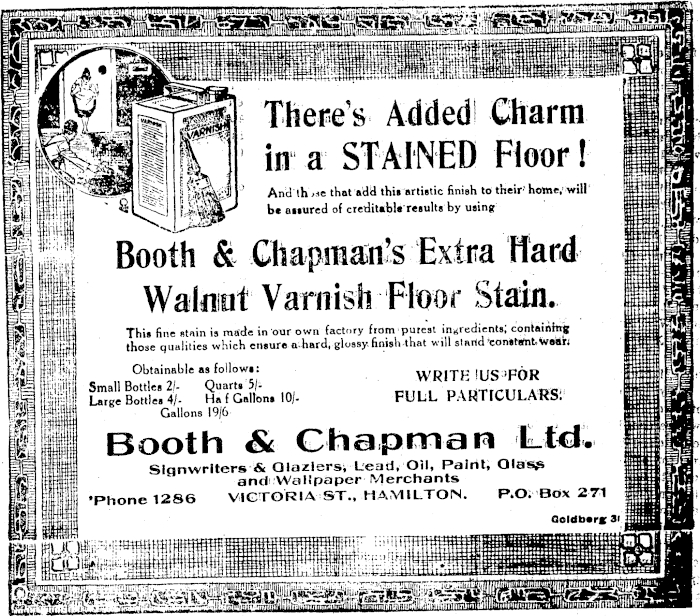 VARNISH
There's Added Charm
in a STAINED Floor!
And those that add this artistic finish to their home, will
be assured of creditable results by using
Booth & Chapman's Extra Hard
Walnut Varnish Floor Stain.
This fine stain is made in our own factory from purest ingredients, containing
those qualities which ensure a hard, glossy finish that will stand constant wear.
Obtainable as follows:
Small Bottles 2/- Quarts 5/-
Large Bottles 4/- Half Gallons 10/-
Gallons 19/6
WRITE US FOR
FULL PARTICULARS.
Booth & Chapman Ltd.
Signwriters & Glaziers, Lead, Oil, Paint, Glass
and Wallpaper Merchants
'Phone 1286 VICTORIA ST., HAMILTON. P.O. Box 271
Goldberg 31